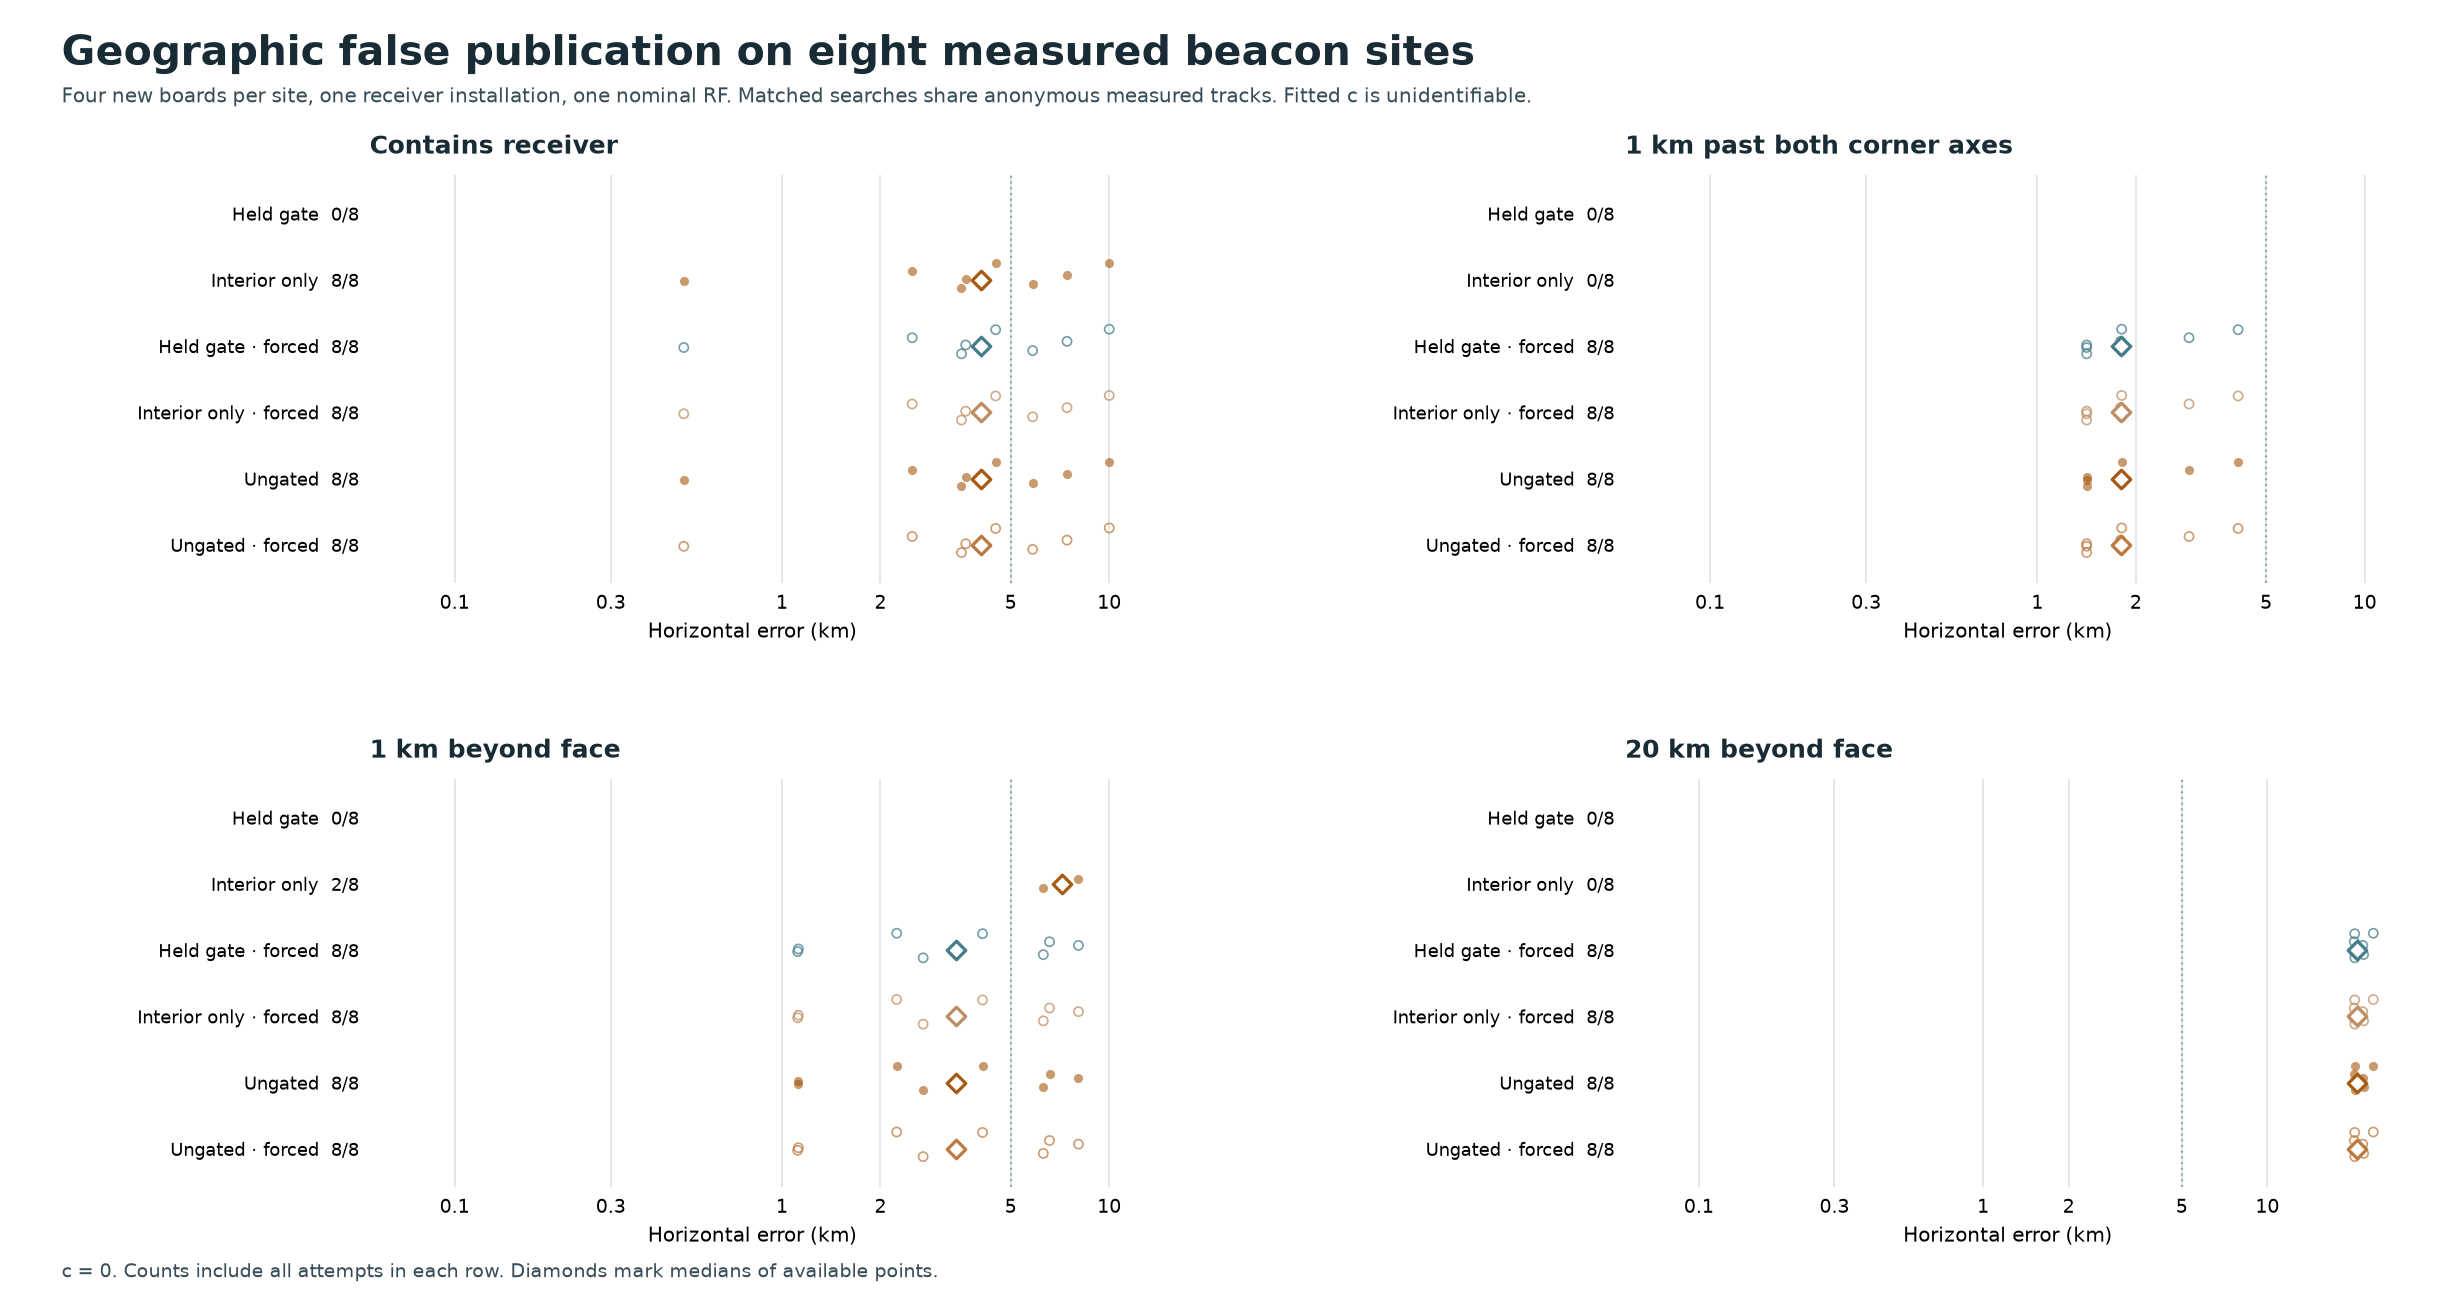 Geographic false publication on eight measured beacon sites
Four new boards per site, one receiver installation, one nominal RF. Matched searches share anonymous measured tracks. Fitted c is unidentifiable.
Contains receiver
Held gate 0/8
Interior only 8/8
Held gate · forced 8/8
Interior only · forced 8/8
Ungated 8/8
Ungated · forced 8/8
0.1 0.3 1 2 5 10
Horizontal error (km)
1 km past both corner axes
Held gate 0/8
Interior only 0/8
Held gate · forced 8/8
Interior only · forced 8/8
Ungated 8/8
Ungated · forced 8/8
0.1 0.3 1 2 5 10
Horizontal error (km)
1 km beyond face
Held gate 0/8
Interior only 2/8
Held gate · forced 8/8
Interior only · forced 8/8
Ungated 8/8
Ungated · forced 8/8
0.1 0.3 1 2 5 10
Horizontal error (km)
20 km beyond face
Held gate 0/8
Interior only 0/8
Held gate · forced 8/8
Interior only · forced 8/8
Ungated 8/8
Ungated · forced 8/8
0.1 0.3 1 2 5 10
Horizontal error (km)
c = 0. Counts include all attempts in each row. Diamonds mark medians of available points.